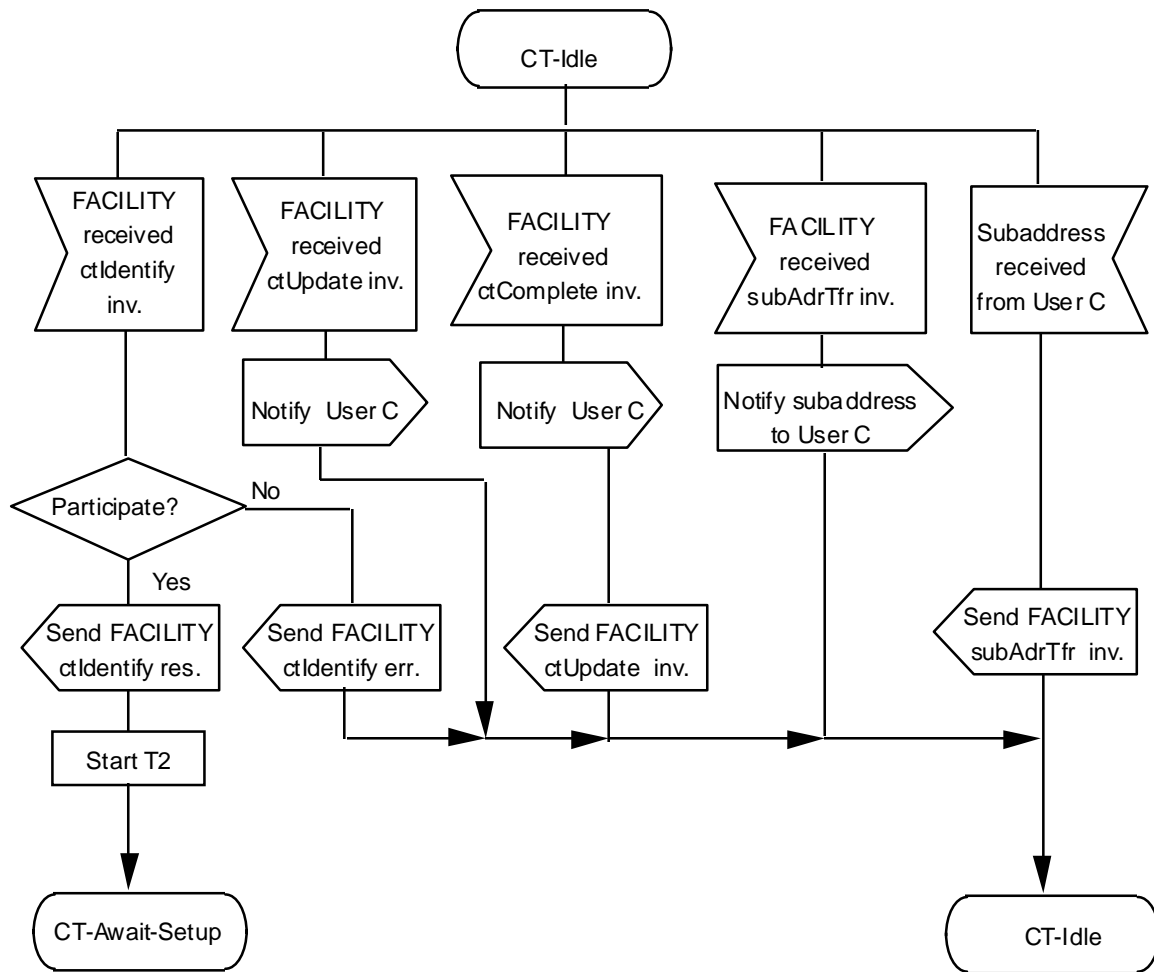 CT-Idle
FACILITY
received
ctIdentify
inv.
FACILITY
received
ctUpdate inv.
FACILITY
received
ctComplete inv.
FACILITY
received
subAdrTfr inv.
Subaddress
received
from User C
Notify User C
Notify User C
Notify subaddress
to User C
Participate?
No
Yes
Send FACILITY
ctIdentify res.
Send FACILITY
ctIdentify err.
Send FACILITY
ctUpdate inv.
Send FACILITY
subAdrTfr inv.
Start T2
CT-Await-Setup
CT-Idle